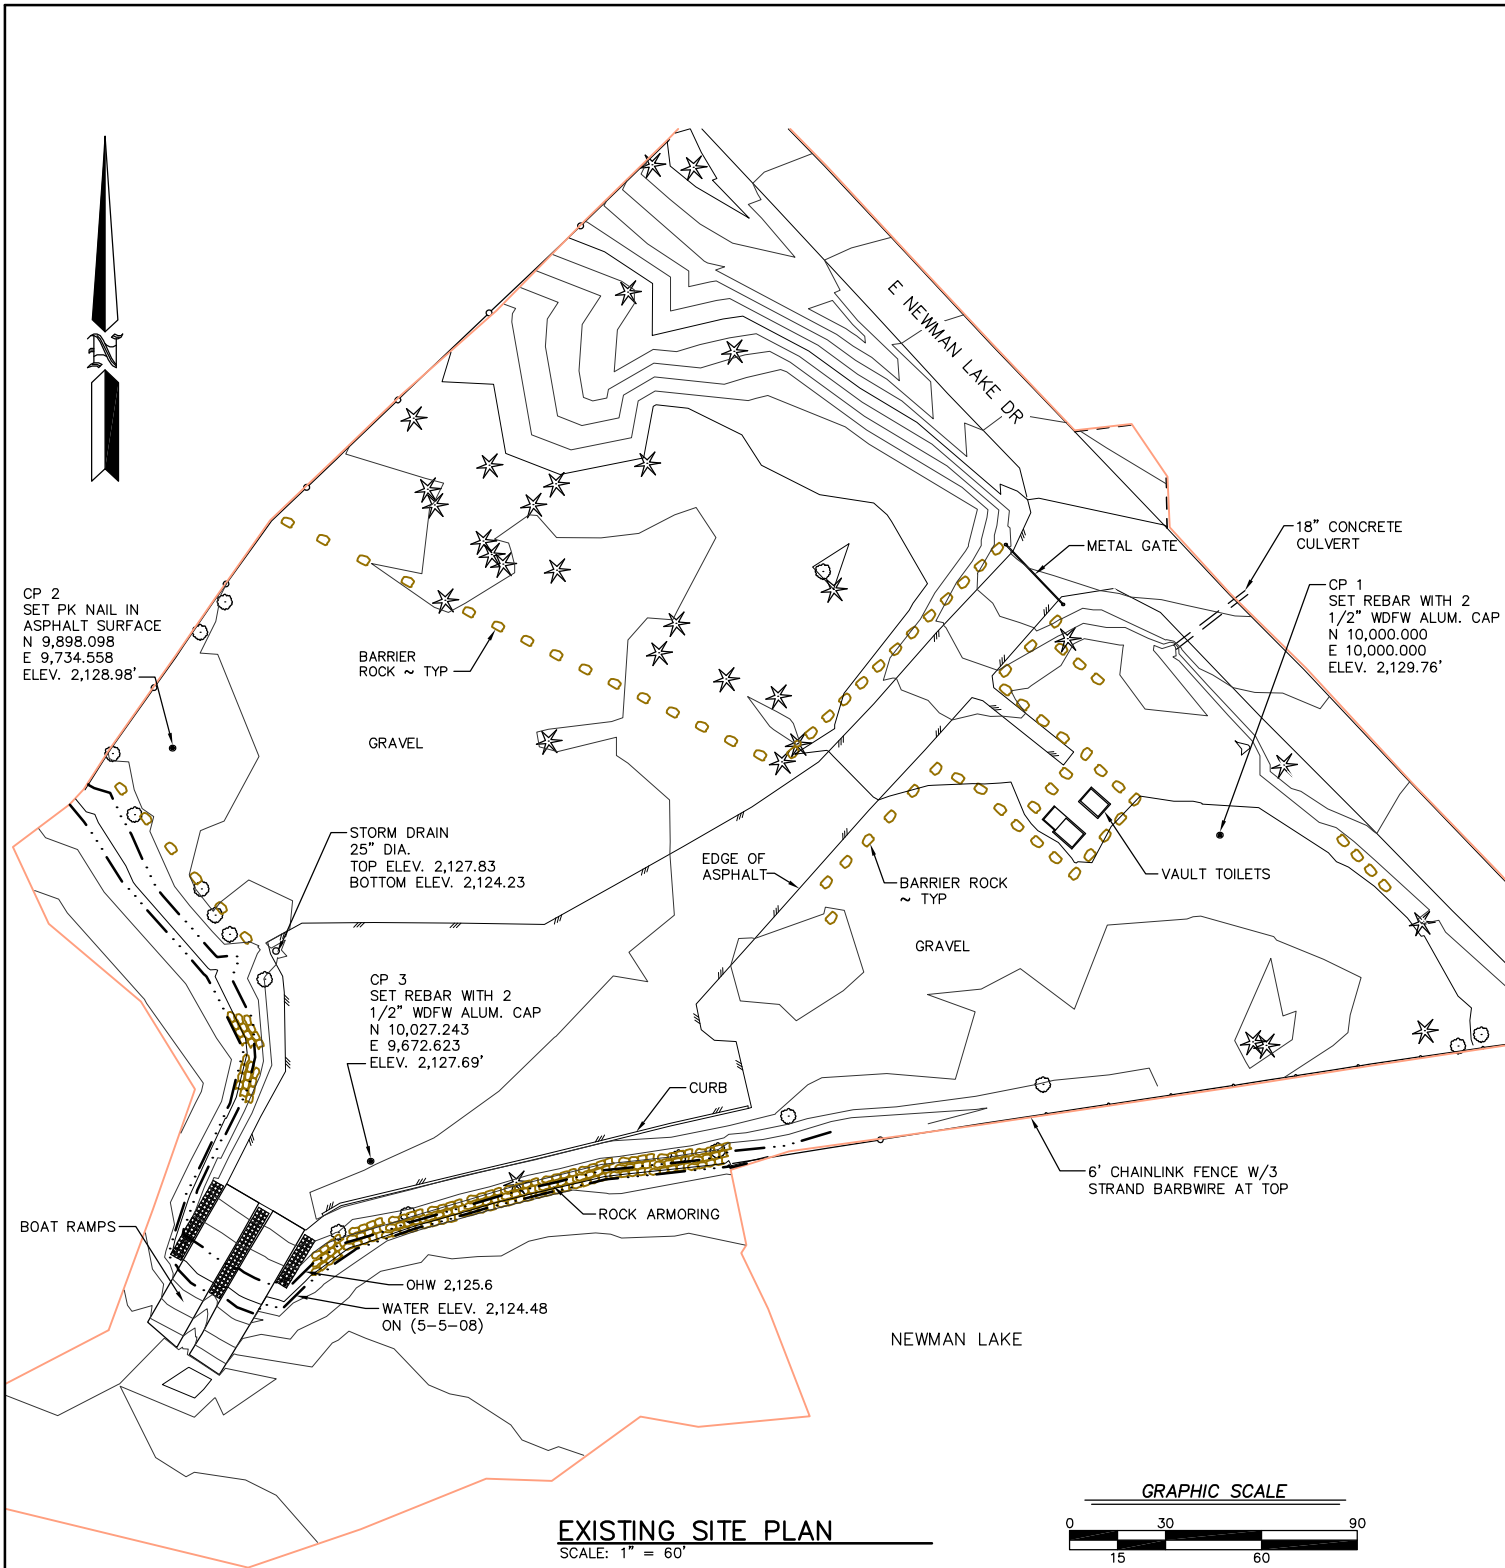 N
E NEWMAN LAKE DR
18" CONCRETE
CULVERT
METAL GATE
CP 1
SET REBAR WITH 2
1/2" WDFW ALUM. CAP
N 10,000.000
E 10,000.000
ELEV. 2,129.76'
CP 2
SET PK NAIL IN
ASPHALT SURFACE
N 9,898.098
E 9,734.558
ELEV. 2,128.98'
BARRIER
ROCK ~ TYP
GRAVEL
STORM DRAIN
25" DIA.
TOP ELEV. 2,127.83
BOTTOM ELEV. 2,124.23
EDGE OF
ASPHALT
BARRIER ROCK
~ TYP
VAULT TOILETS
GRAVEL
CP 3
SET REBAR WITH 2
1/2" WDFW ALUM. CAP
N 10,027.243
E 9,672.623
ELEV. 2,127.69'
CURB
6' CHAINLINK FENCE W/3
STRAND BARBWIRE AT TOP
BOAT RAMPS
ROCK ARMORING
OHW 2,125.6
WATER ELEV. 2,124.48
ON (5-5-08)
NEWMAN LAKE
EXISTING SITE PLAN
SCALE: 1" = 60'
GRAPHIC SCALE
0 30 90
15 60